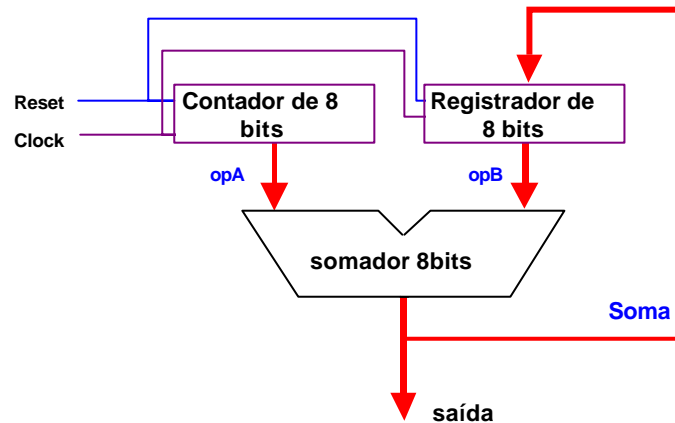 Reset
Clock
Contador de 8
bits
Registrador de
8 bits
opA
opB
somador 8bits
Soma
saída